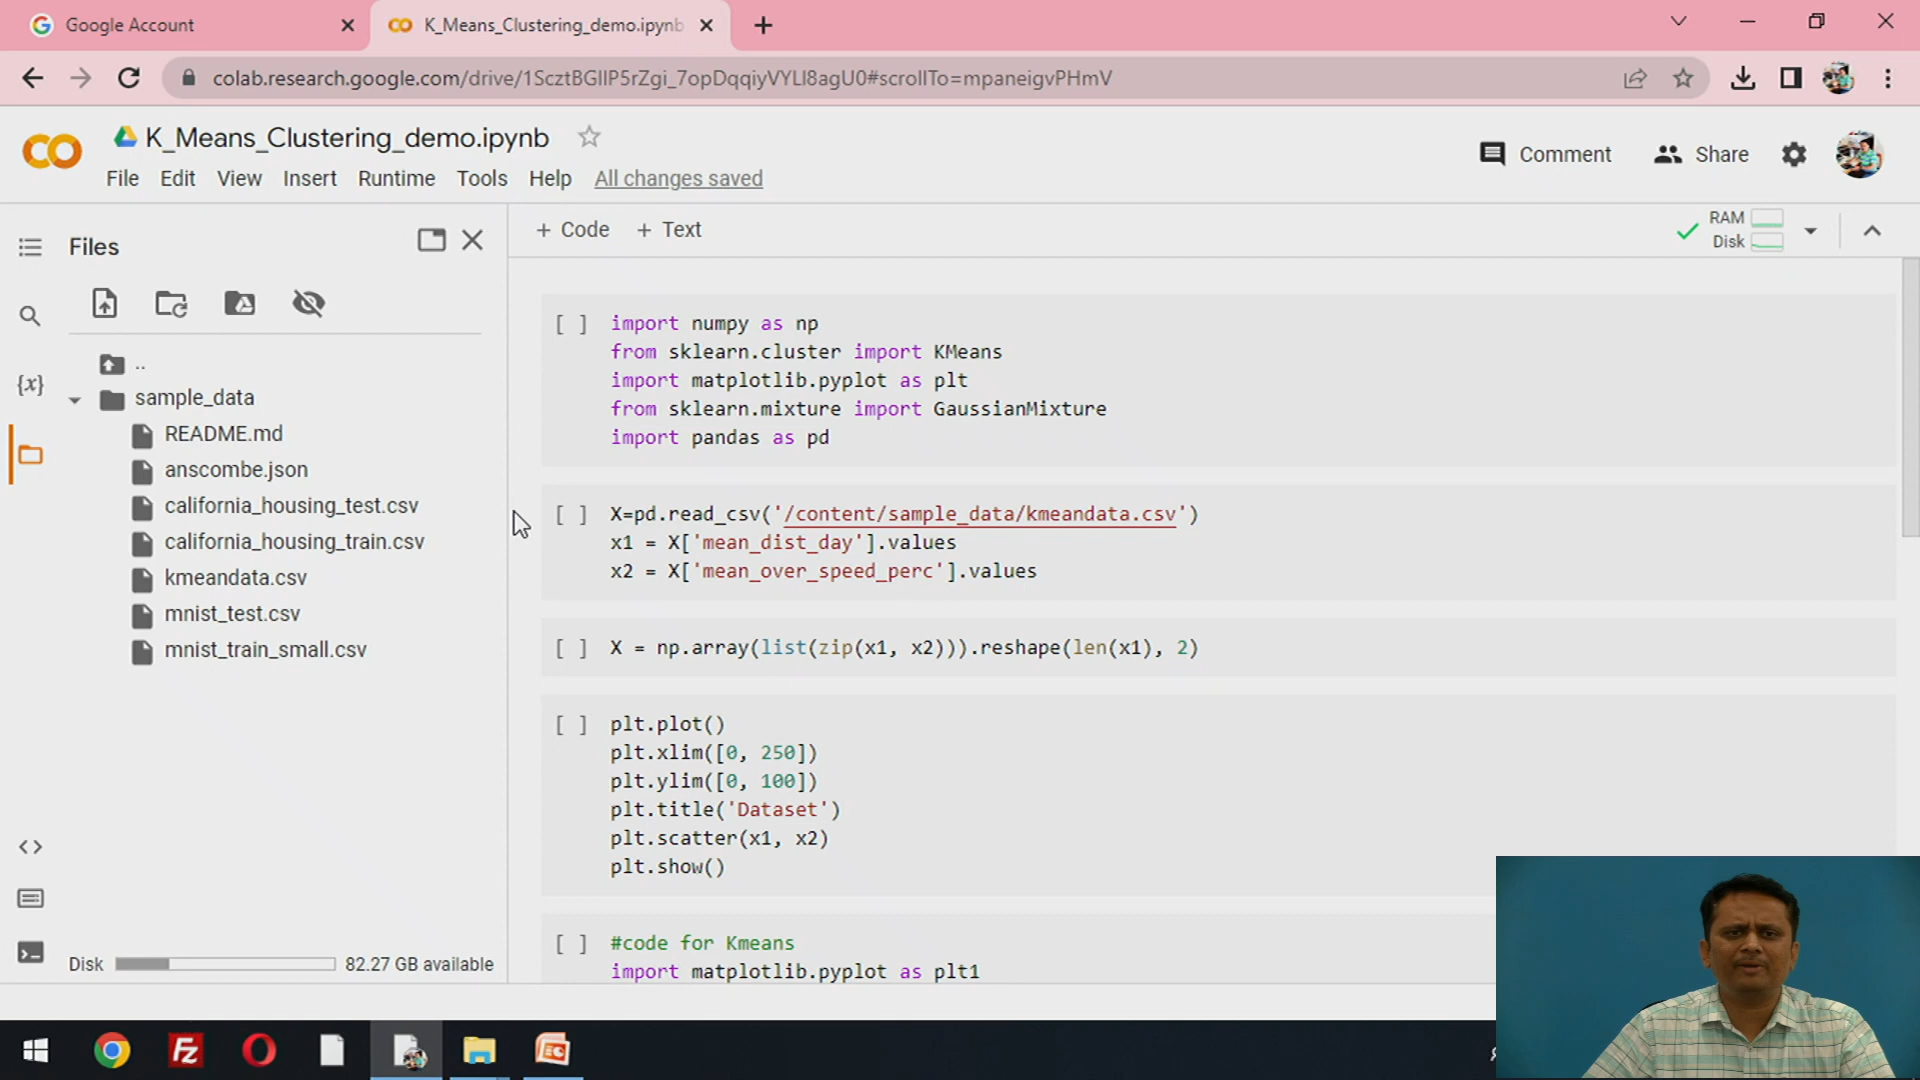 Google Account
K_Means_Clustering_demo.ipynb
colab.research.google.com/drive/1ScztBGIIP5rZgi_7opDqqiyVYLl8agU0#scrollTo=mpaneigvPHmV
K_Means_Clustering_demo.ipynb
Comment
Share
File Edit View Insert Runtime Tools Help All changes saved
Files
+ Code + Text
RAM
Disk
{x}
..
sample_data
README.md
anscombe.json
california_housing_test.csv
california_housing_train.csv
kmeandata.csv
mnist_test.csv
mnist_train_small.csv
Disk 82.27 GB available
[ ] import numpy as np
from sklearn.cluster import KMeans
import matplotlib.pyplot as plt
from sklearn.mixture import GaussianMixture
import pandas as pd
[ ] X=pd.read_csv('/content/sample_data/kmeandata.csv')
x1 = X['mean_dist_day'].values
x2 = X['mean_over_speed_perc'].values
[ ] X = np.array(list(zip(x1, x2))).reshape(len(x1), 2)
[ ] plt.plot()
plt.xlim([0, 250])
plt.ylim([0, 100])
plt.title('Dataset')
plt.scatter(x1, x2)
plt.show()
[ ] #code for Kmeans
import matplotlib.pyplot as plt1